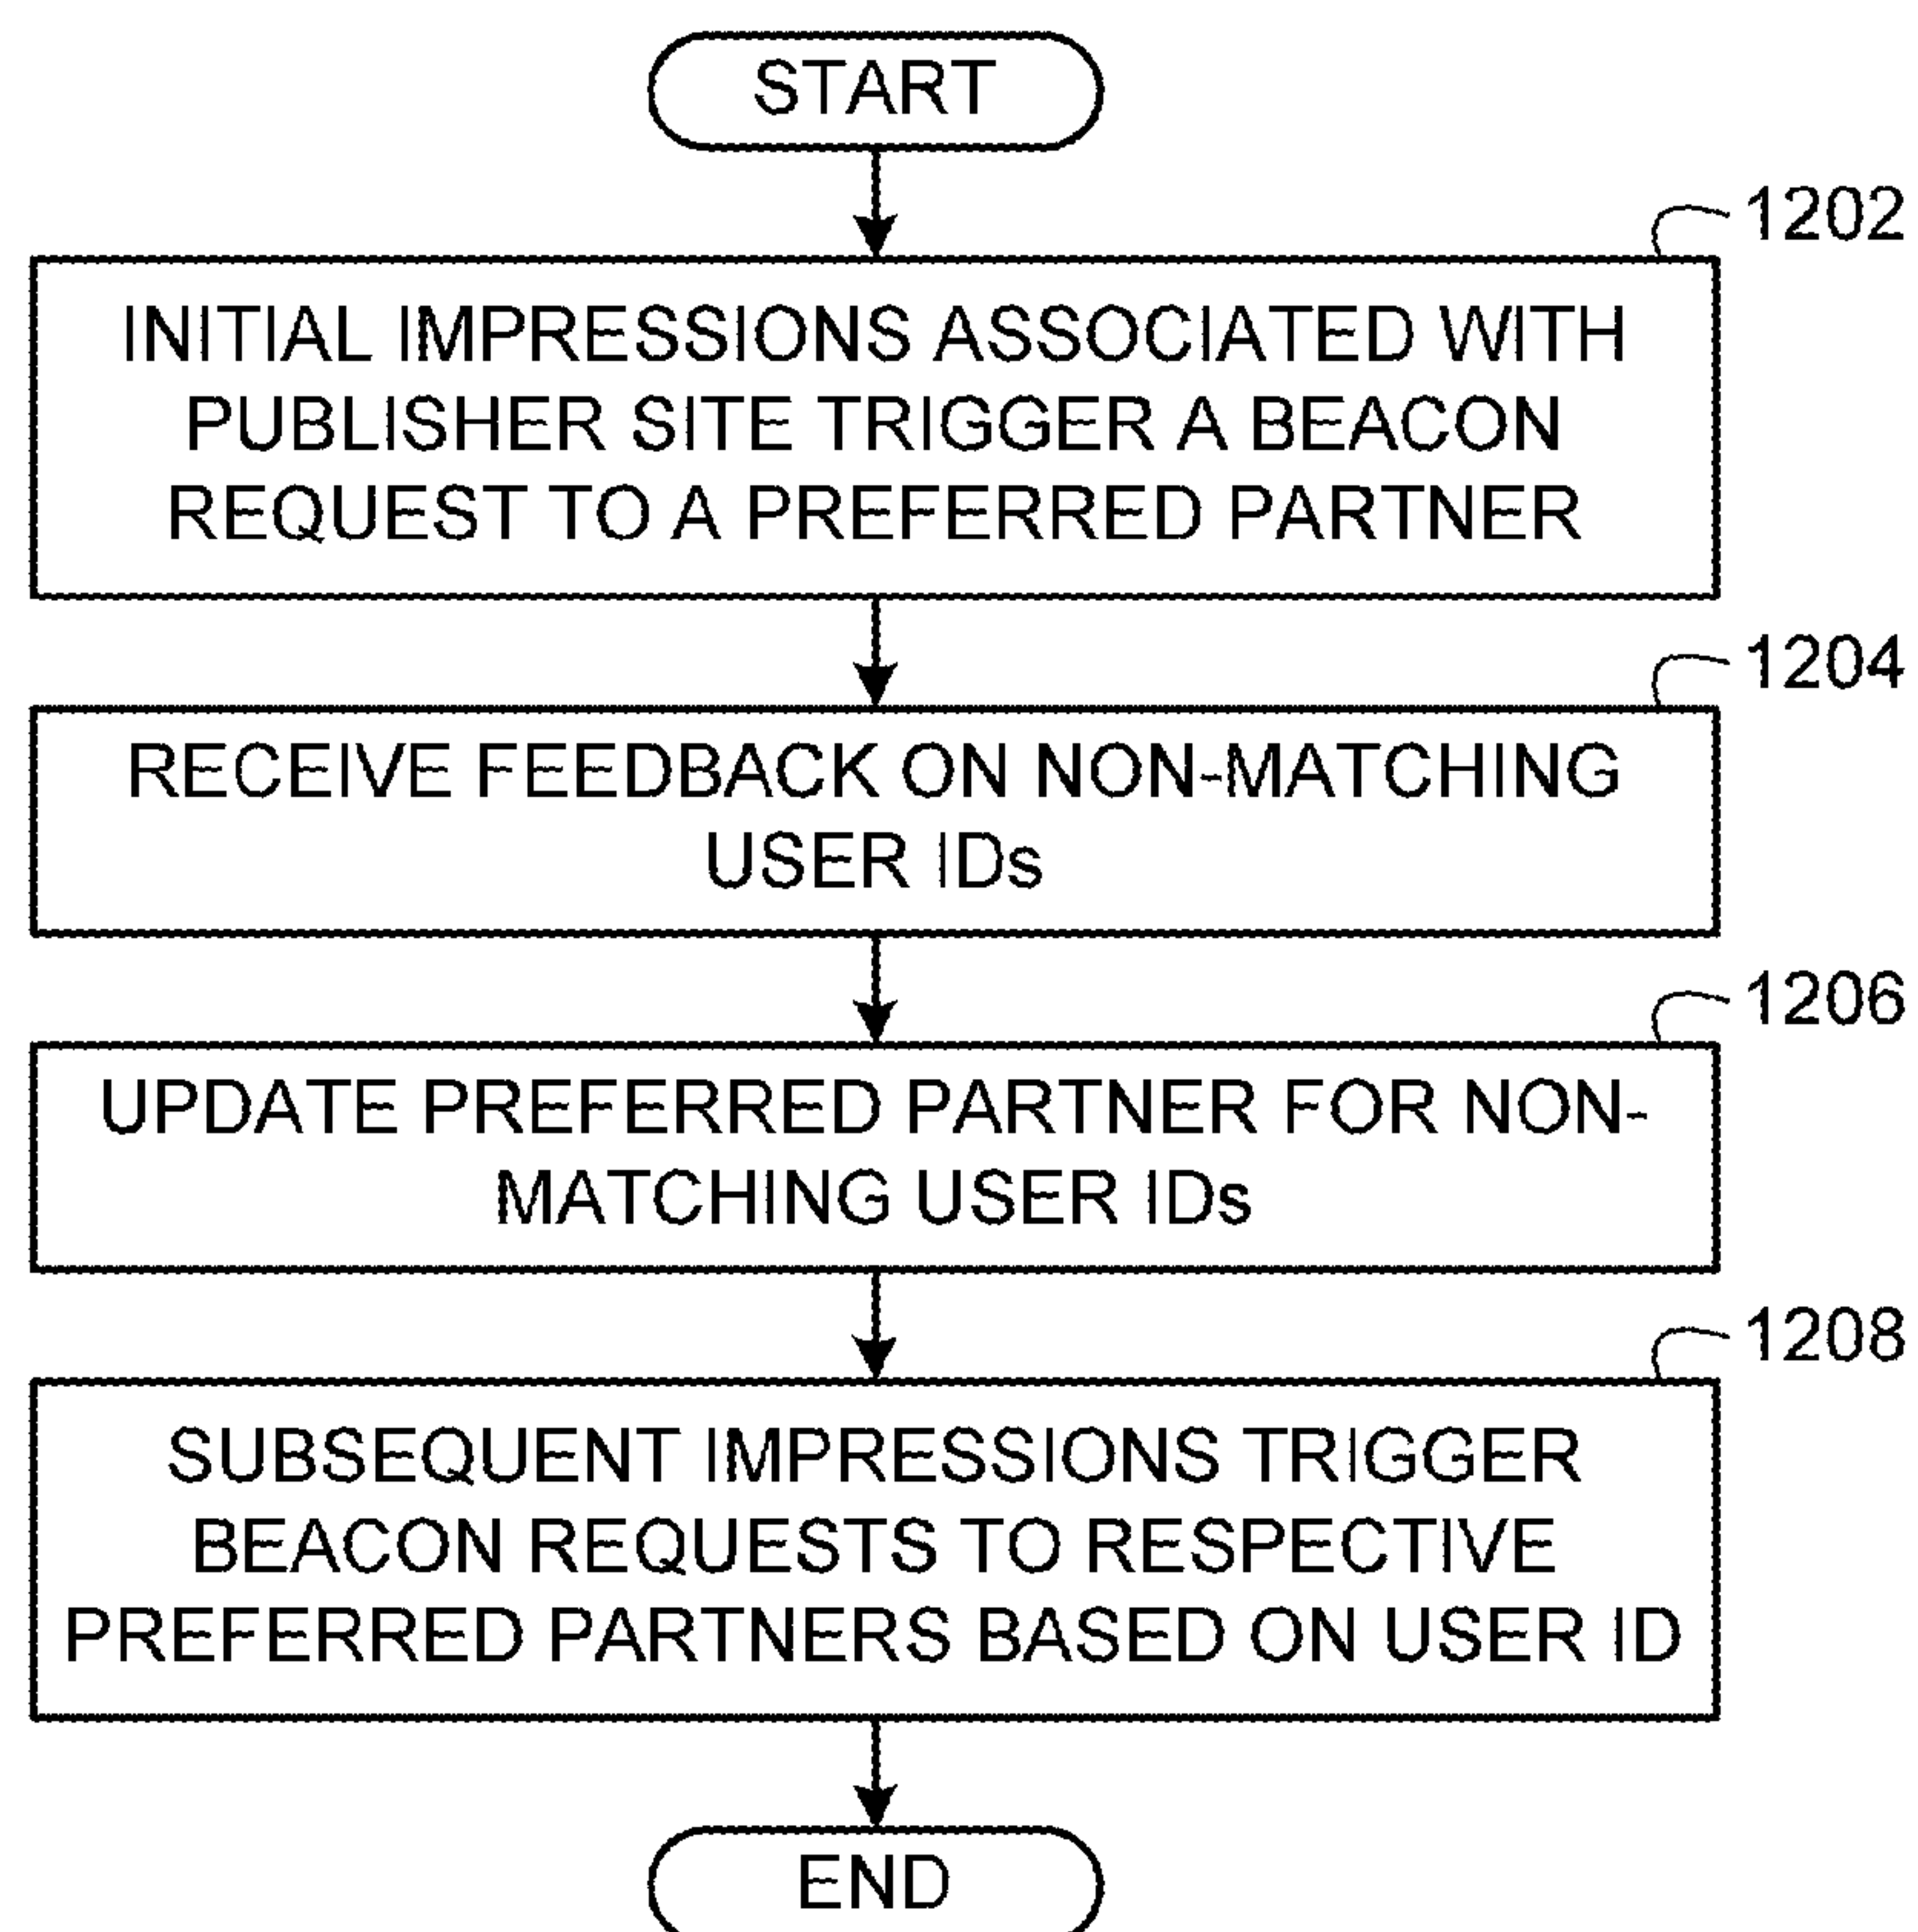 START
1202
INITIAL IMPRESSIONS ASSOCIATED WITH
PUBLISHER SITE TRIGGER A BEACON
REQUEST TO A PREFERRED PARTNER
1204
RECEIVE FEEDBACK ON NON-MATCHING
USER IDs
1206
UPDATE PREFERRED PARTNER FOR NON-
MATCHING USER IDs
1208
SUBSEQUENT IMPRESSIONS TRIGGER
BEACON REQUESTS TO RESPECTIVE
PREFERRED PARTNERS BASED ON USER ID
END